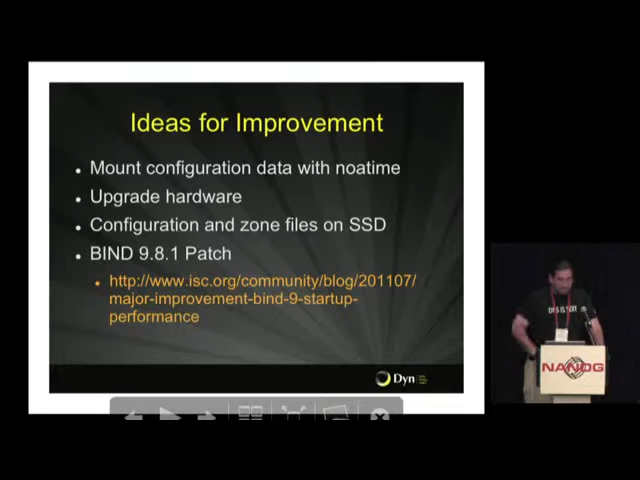 Ideas for Improvement
Mount configuration data with noatime
Upgrade hardware
Configuration and zone files on SSD
BIND 9.8.1 Patch
http://www.isc.org/community/blog/201107/
major-improvement-bind-9-startup-
performance
Dyn
NANOG